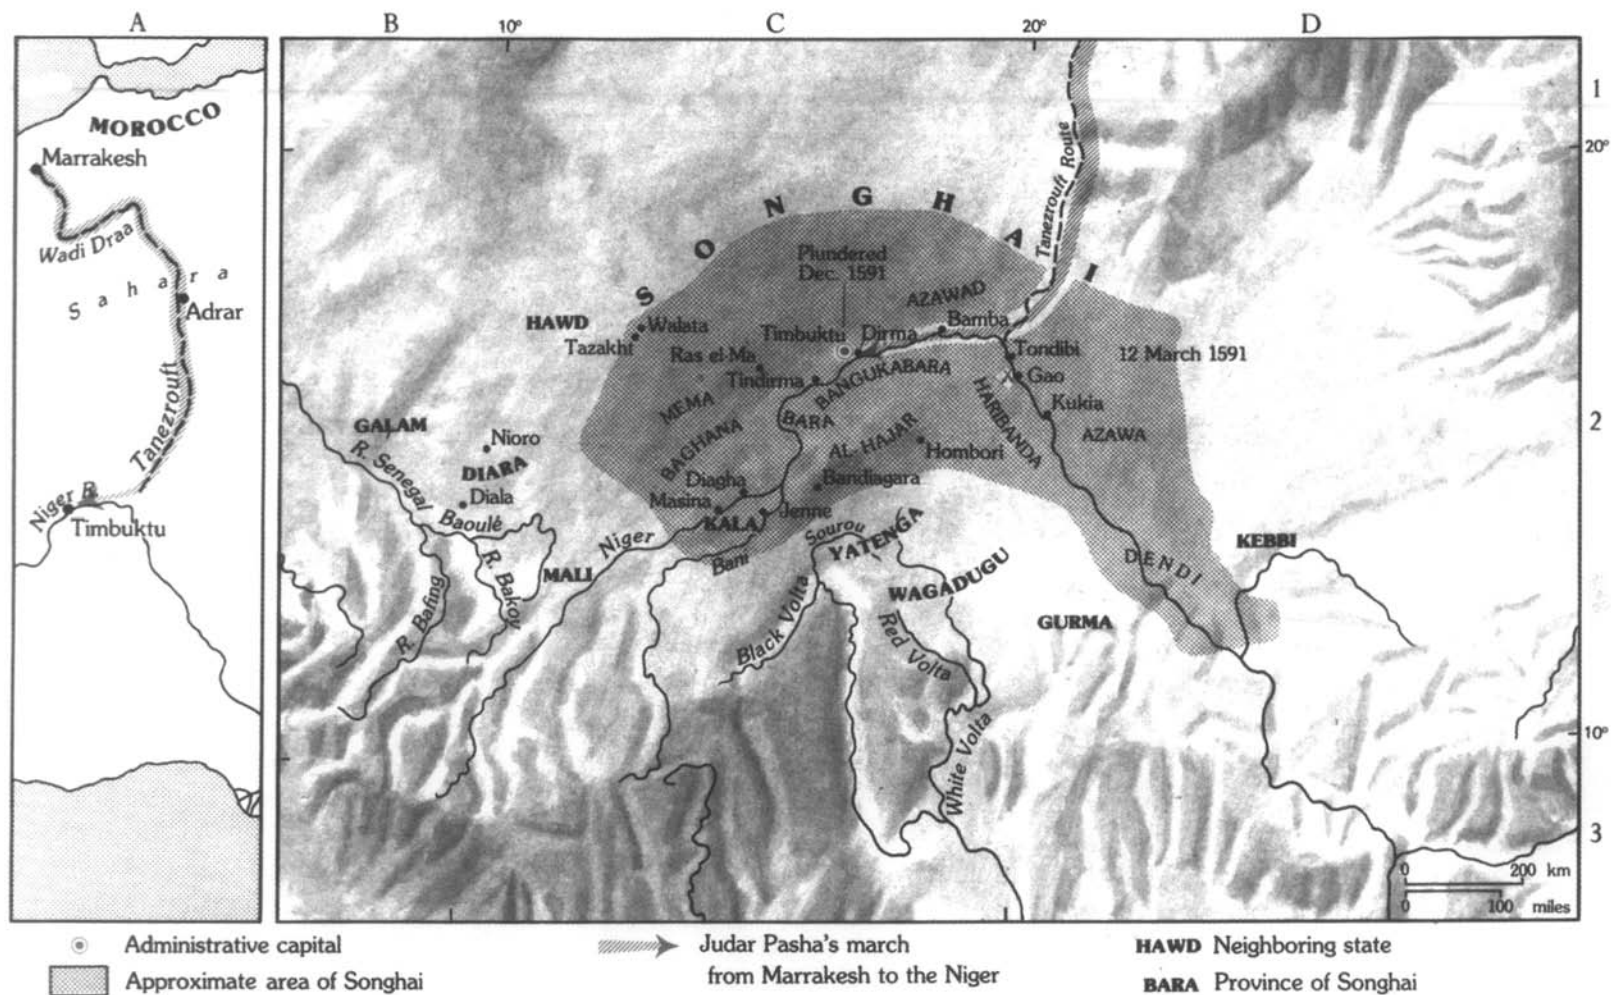 A
B
10°
C
20°
D
1
20°
2
10°
3
MOROCCO
Marrakesh
Wadi Draa
Sahara
Adrar
Tanezrouft
Niger R.
Timbuktu
SONGHAI
Tanezrouft Route
Plundered
Dec. 1591
AZAWAD
HAWD
Walata
Tazakht
Timbuktu
Dirma
Bamba
Ras el-Ma
Tindirma
BANGUKABARA
Tondibi
12 March 1591
Gao
Kukia
HARIBANDA
AZAWA
MEMA
BARA
BAGHANA
AL-HAJAR
Hombori
GALAM
R. Senegal
Nioro
DIARA
Diala
Diagha
Bandiagara
Masina
KALA
Jenne
Baoulé
Niger
Bani
Sourou
YATENGA
DENDI
KEBBI
R. Bakoy
MALI
R. Bafing
Black Volta
WAGADUGU
Red Volta
GURMA
White Volta
0 200 km
0 100 miles
Administrative capital
Approximate area of Songhai
Judar Pasha's march
from Marrakesh to the Niger
HAWD Neighboring state
BARA Province of Songhai